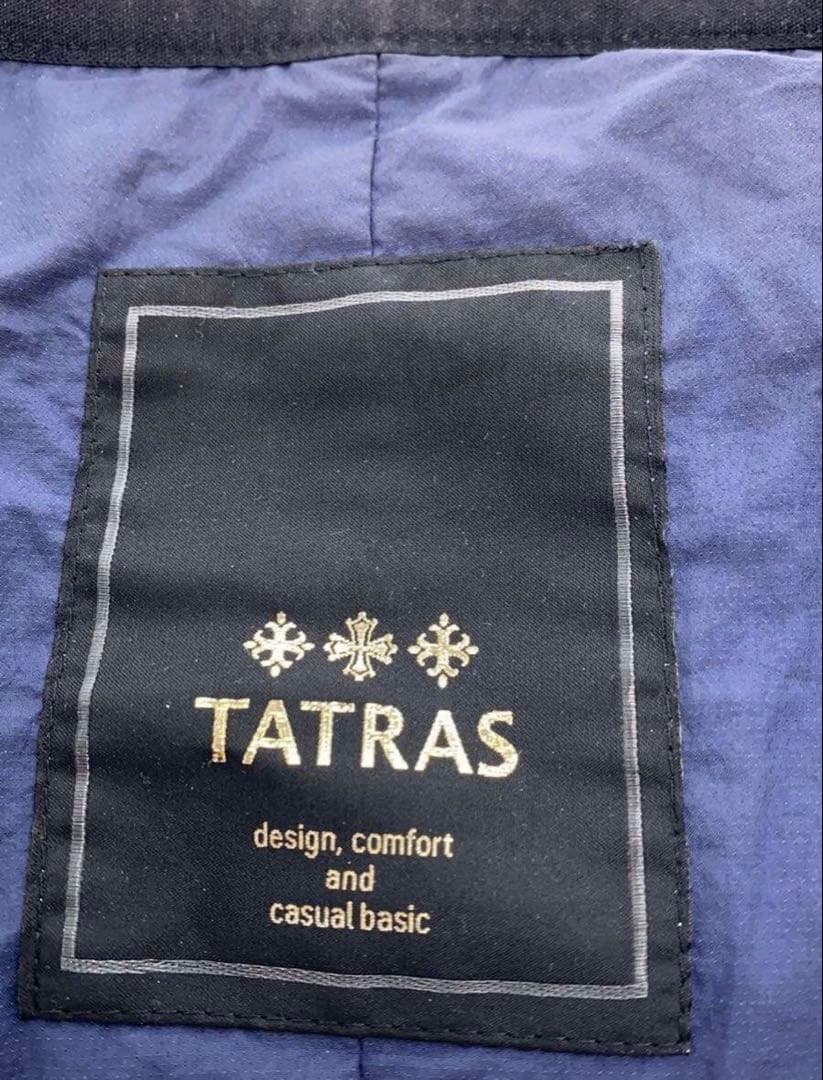 TATRAS
design, comfort
and
casual basic